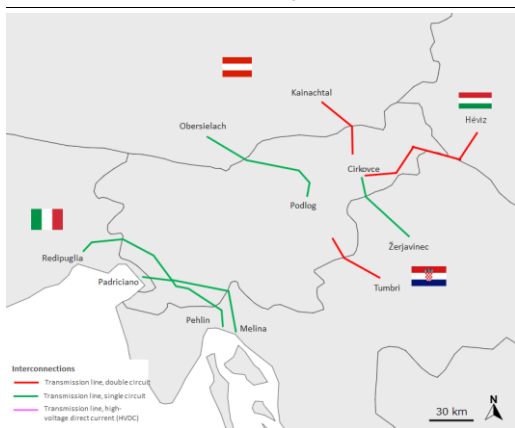 Kainachtal
Hévíz
Obersielach
Cirkovce
Podlog
Žerjavinec
Redipuglia
Padriciano
Tumbri
Pehlin
Melina
Interconnections
Transmission line, double circuit
Transmission line, single circuit
Transmission line, high-
voltage direct current (HVDC)
30 km
N